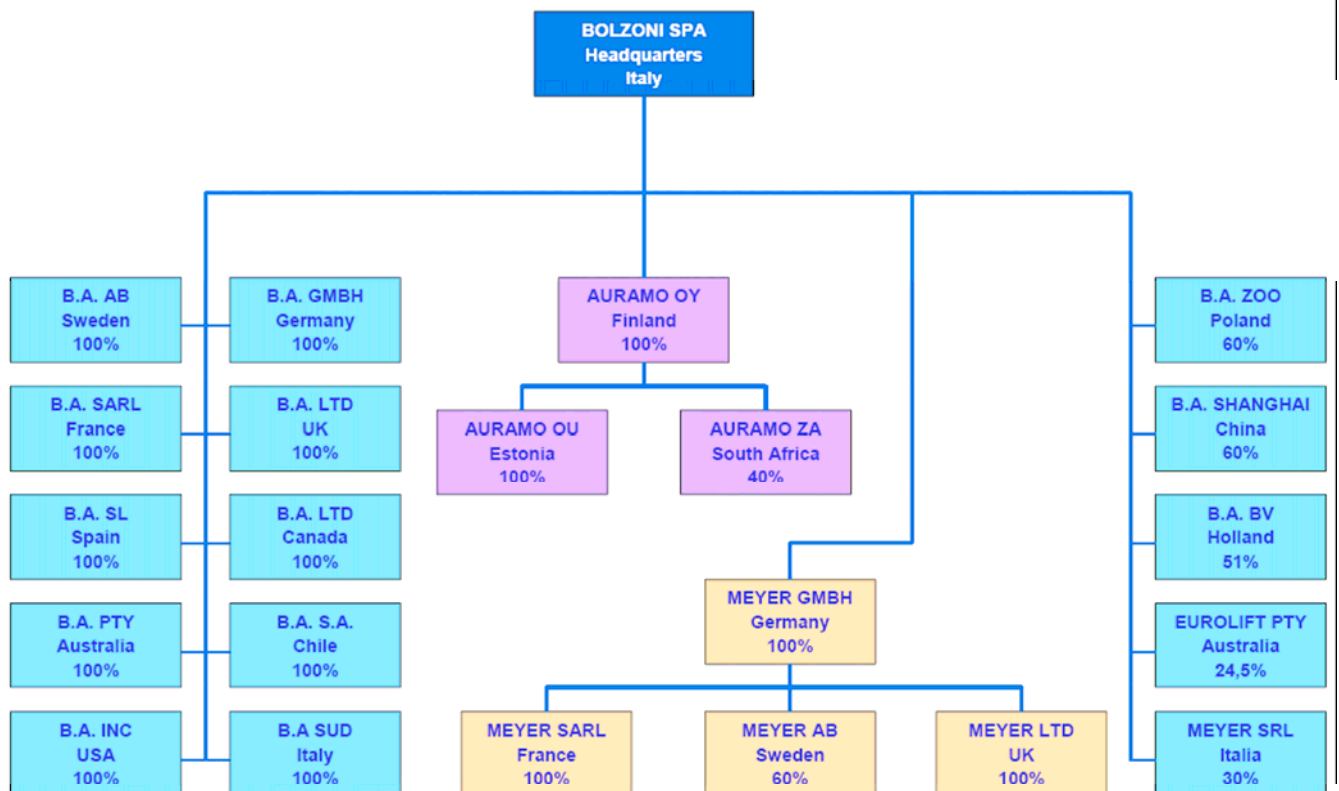 BOLZONI SPA
Headquarters
Italy
B.A. AB
Sweden
100%
B.A. GMBH
Germany
100%
AURAMO OY
Finland
100%
B.A. ZOO
Poland
60%
B.A. SARL
France
100%
B.A. LTD
UK
100%
AURAMO OU
Estonia
100%
AURAMO ZA
South Africa
40%
B.A. SHANGHAI
China
60%
B.A. SL
Spain
100%
B.A. LTD
Canada
100%
B.A. BV
Holland
51%
MEYER GMBH
Germany
100%
B.A. PTY
Australia
100%
B.A. S.A.
Chile
100%
EUROLIFT PTY
Australia
24,5%
B.A. INC
USA
100%
B.A SUD
Italy
100%
MEYER SARL
France
100%
MEYER AB
Sweden
60%
MEYER LTD
UK
100%
MEYER SRL
Italia
30%